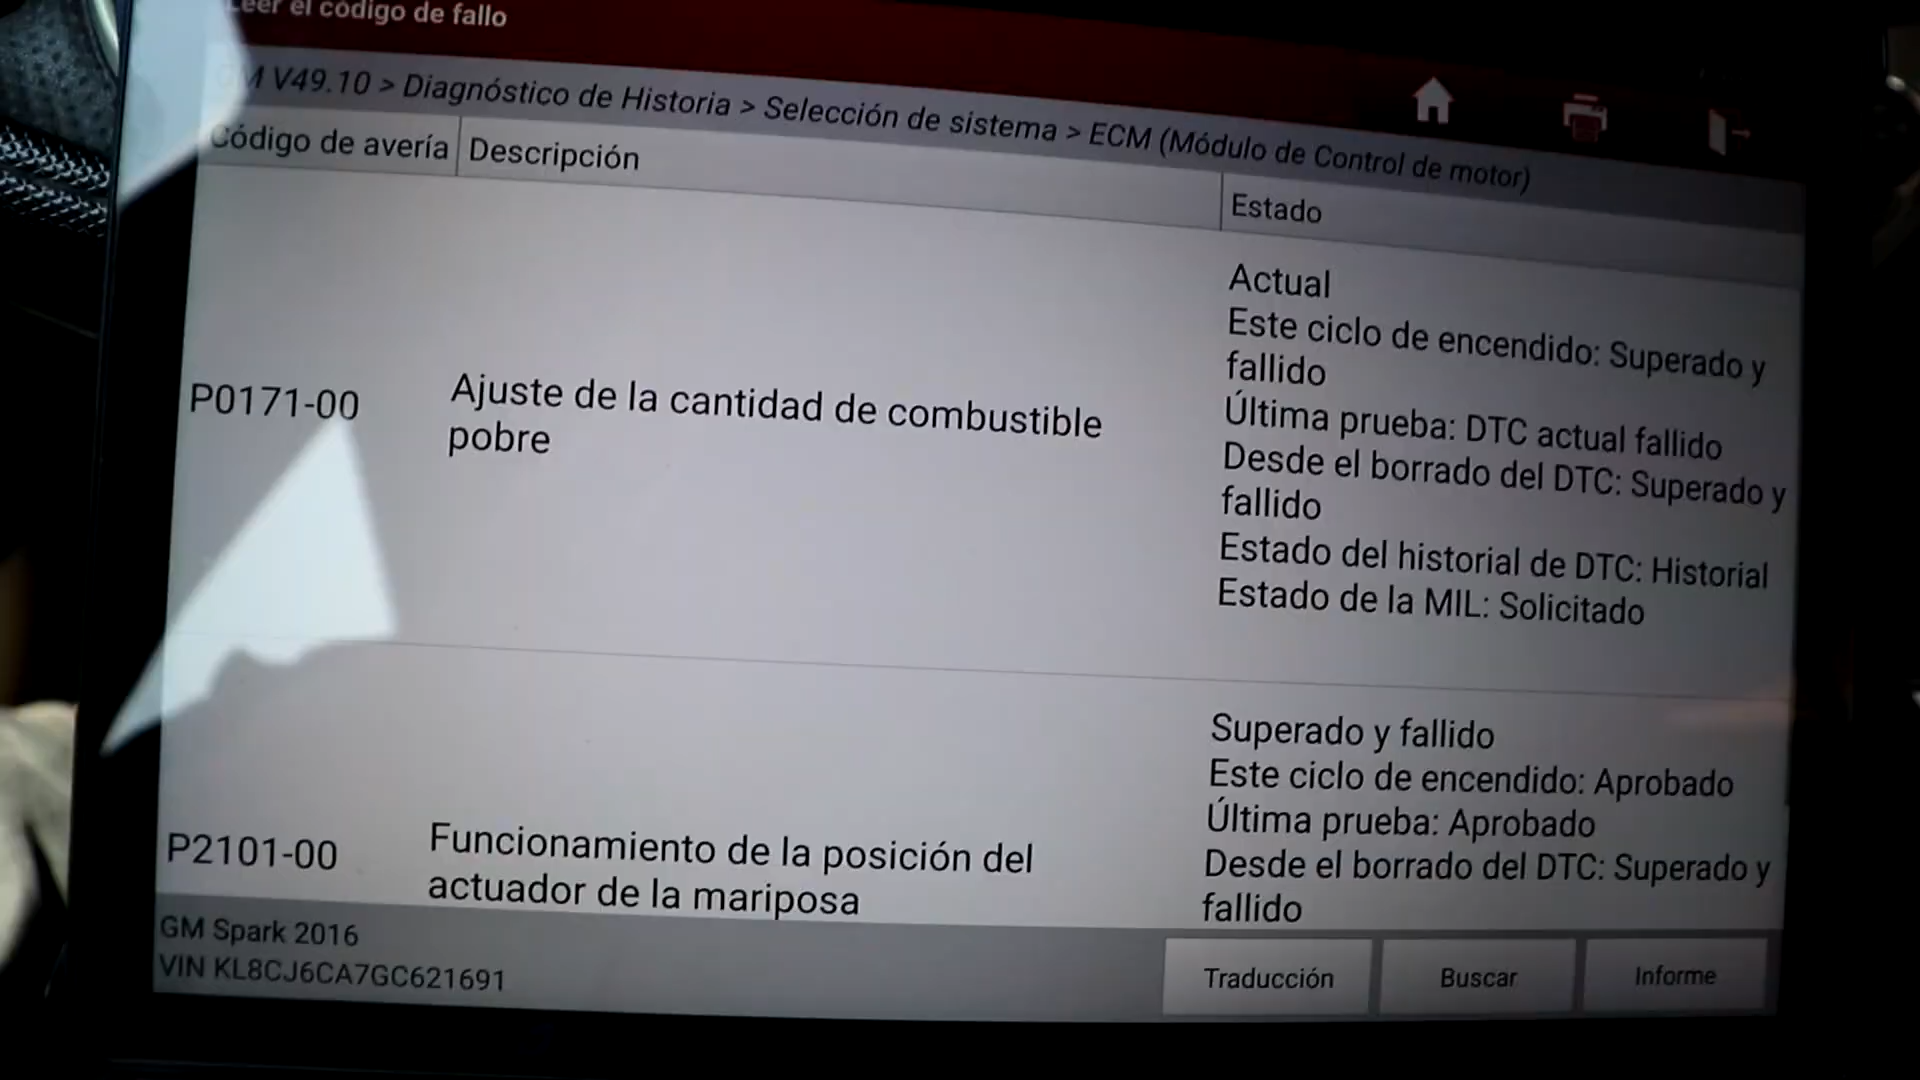 Leer el código de fallo
GM V49.10 > Diagnóstico de Historia > Selección de sistema > ECM (Módulo de Control de motor)
Código de avería Descripción Estado
P0171-00
Ajuste de la cantidad de combustible
pobre
Actual
Este ciclo de encendido: Superado y
fallido
Última prueba: DTC actual fallido
Desde el borrado del DTC: Superado y
fallido
Estado del historial de DTC: Historial
Estado de la MIL: Solicitado
P2101-00
Funcionamiento de la posición del
actuador de la mariposa
Superado y fallido
Este ciclo de encendido: Aprobado
Última prueba: Aprobado
Desde el borrado del DTC: Superado y
fallido
GM Spark 2016
VIN KL8CJ6CA7GC621691
Traducción Buscar Informe